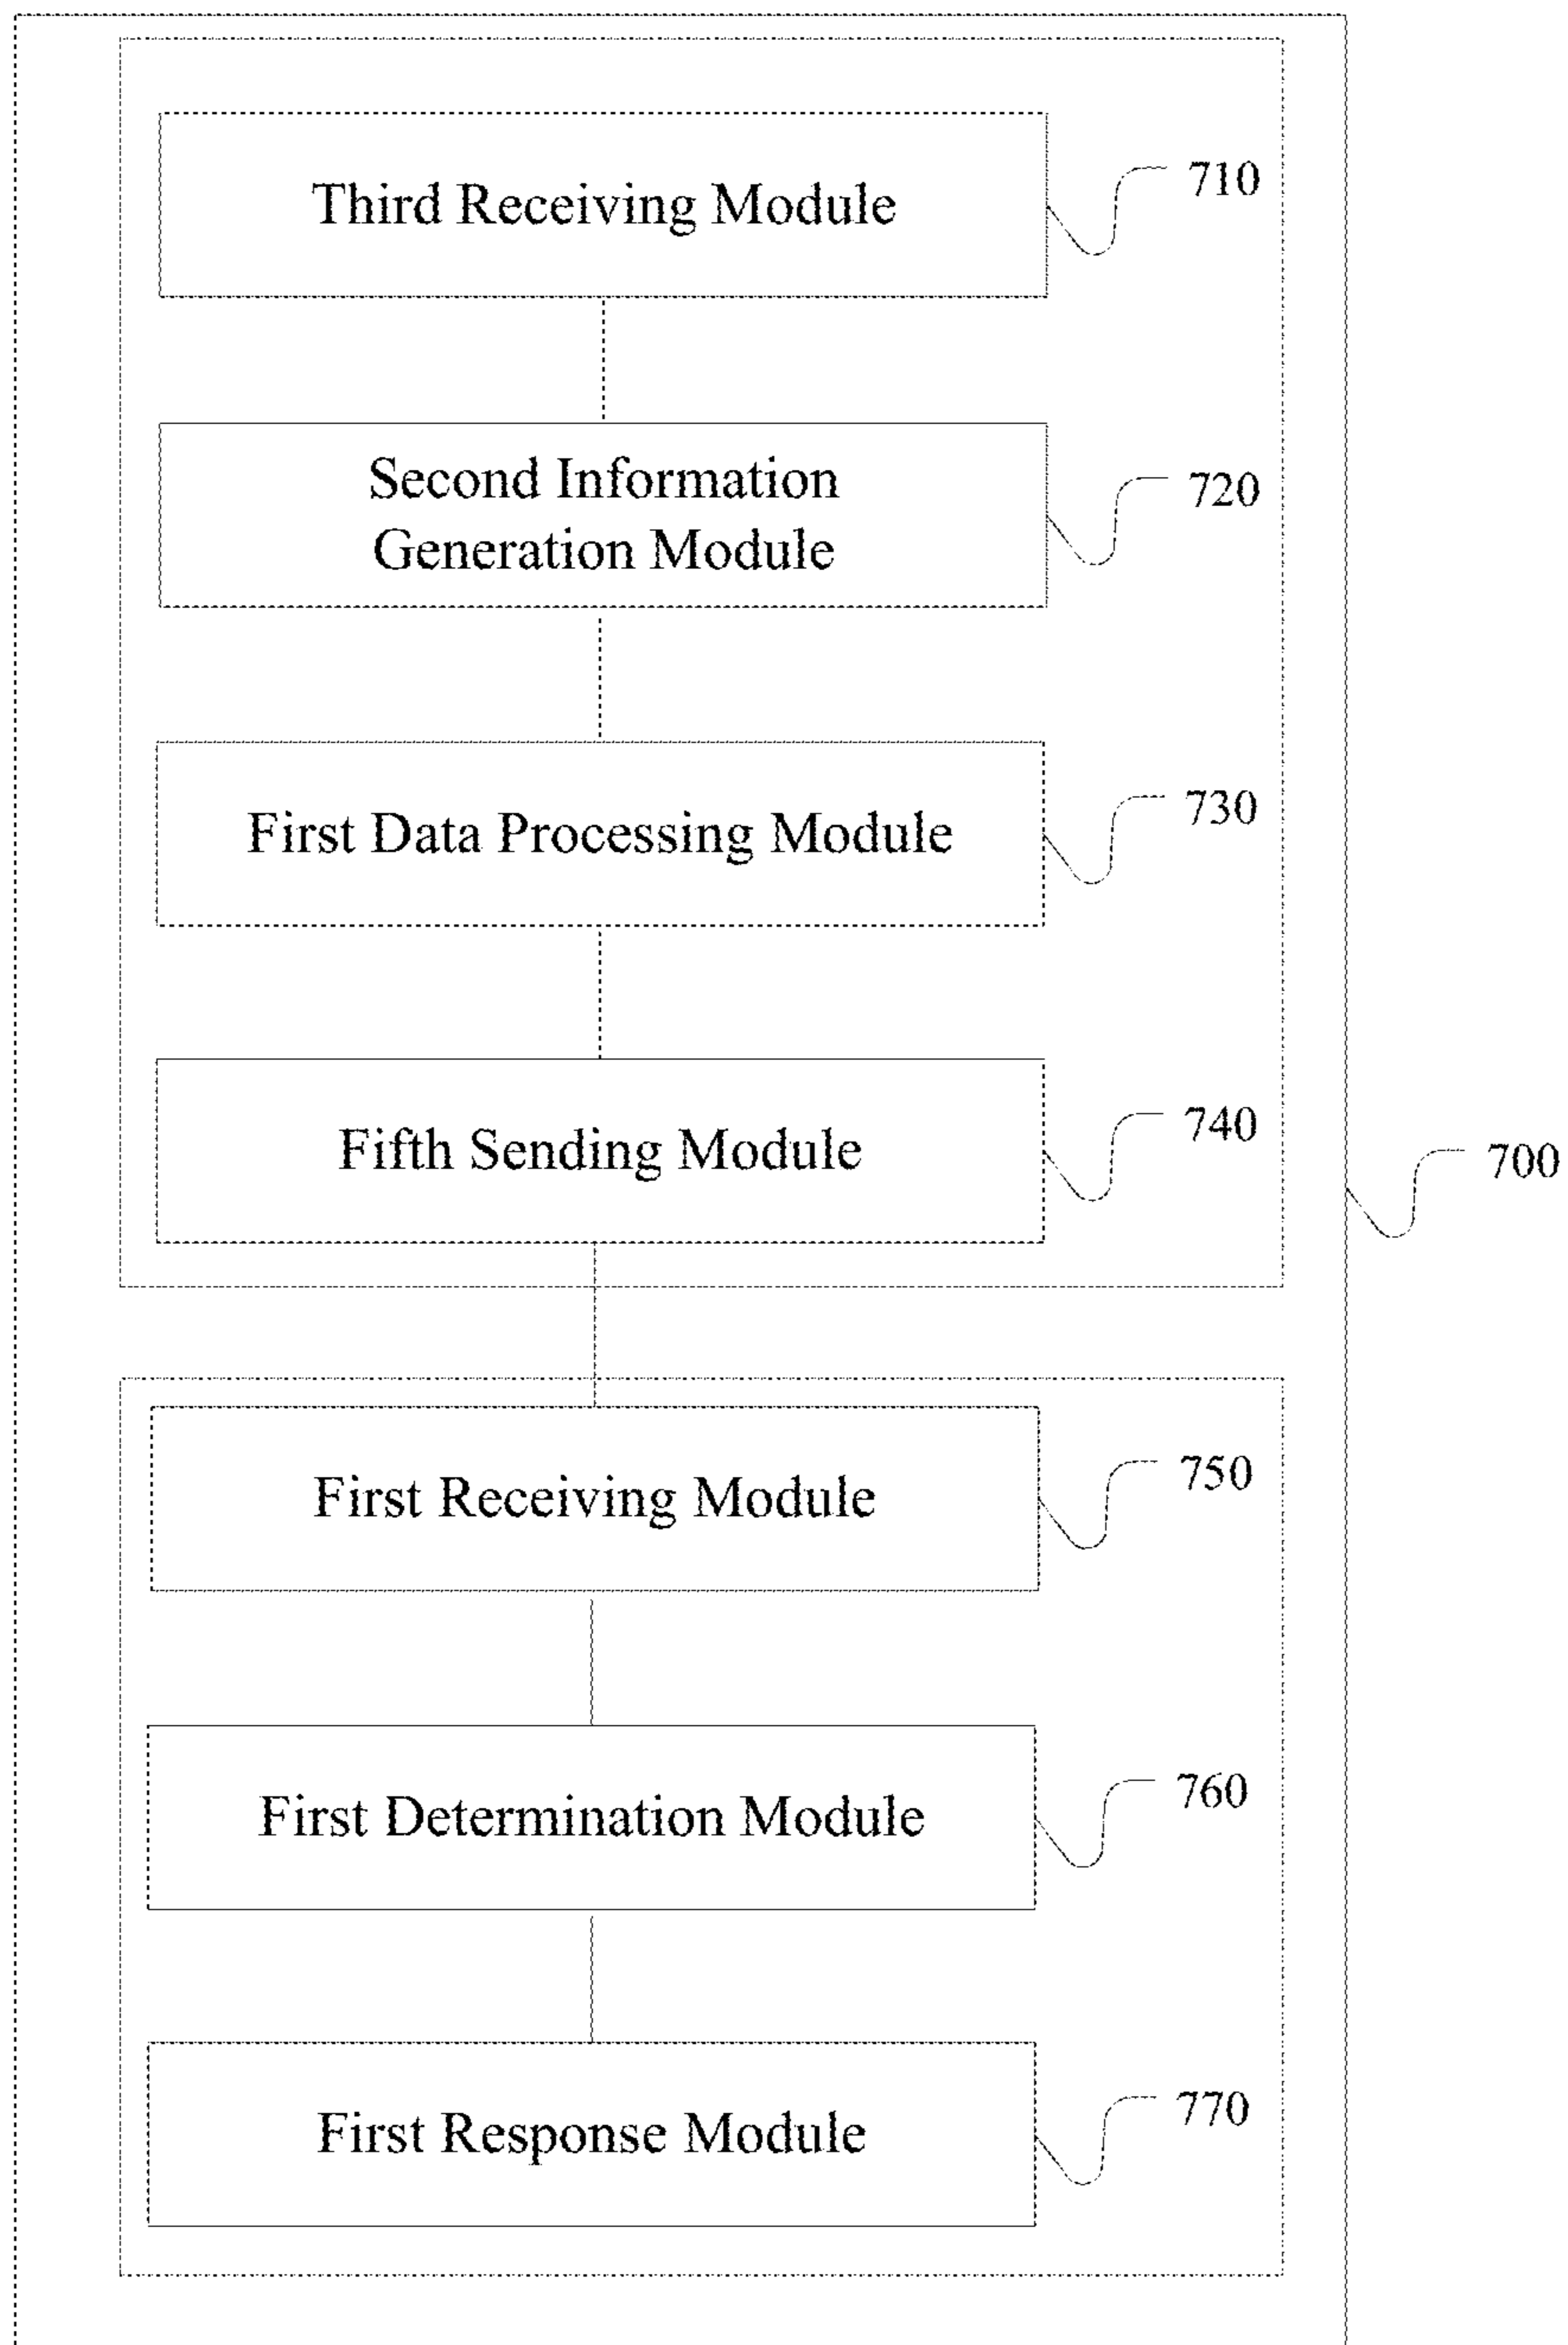 Third Receiving Module
710
Second Information
Generation Module
720
First Data Processing Module
730
Fifth Sending Module
740
700
First Receiving Module
750
First Determination Module
760
First Response Module
770